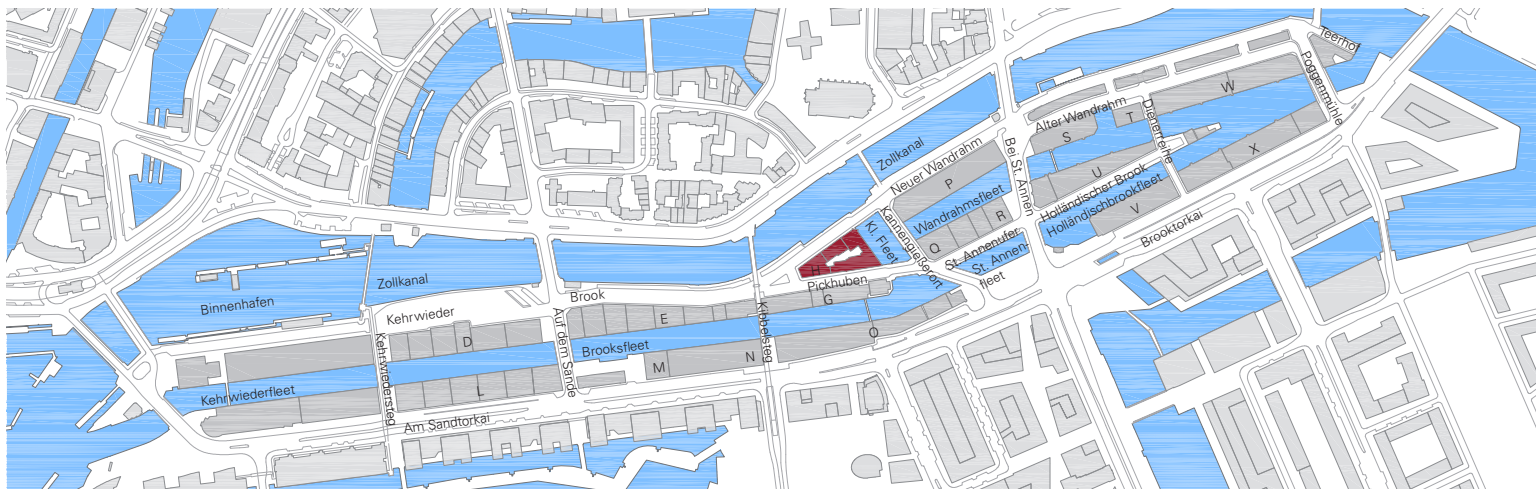 Teerhof
Poggenmühle
W
Alter Wandrahm
Dienerreihe
T
S
X
Zollkanal
Neuer Wandrahm
Bei St. Annen
U
P
Holländischer Brook
Holländischbrookfleet
V
Wandrahmsfleet
Kannengießerort
R
Kl. Fleet
Q
St. Annenufer
St. Annen-
fleet
Brooktorkai
H
Pickhuben
G
Zollkanal
Binnenhafen
Brook
Kehrwieder
E
Kibbelsteg
O
Auf dem Sande
D
Brooksfleet
N
M
Kehrwiedersteg
Kehrwiederfleet
L
Am Sandtorkai